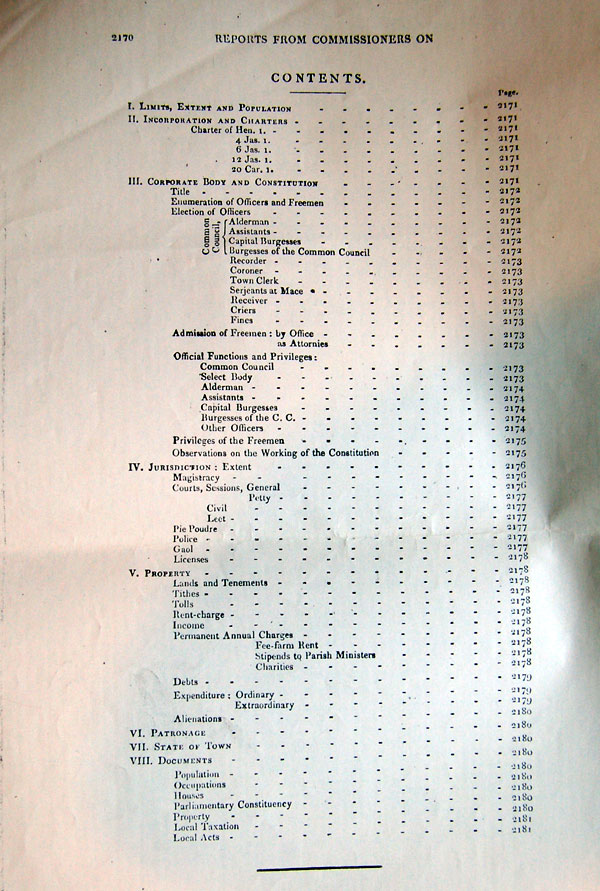 2170 REPORTS FROM COMMISSIONERS ON
CONTENTS.
Page.
I. LIMITS, EXTENT AND POPULATION - - - - - - - - 2171
II. INCORPORATION AND CHARTERS - - - - - - - - - 2171
Charter of Hen. 1. - - - - - - - - - 2171
4 Jas. 1. - - - - - - - - 2171
6 Jas. 1. - - - - - - - - 2171
12 Jas. 1. - - - - - - - - 2171
20 Car. 1. - - - - - - - - 2171
III. CORPORATE BODY AND CONSTITUTION - - - - - - - 2171
Title - - - - - - - - - - - 2172
Enumeration of Officers and Freemen - - - - - - - 2172
Election of Officers - - - - - - - - - 2172
Common Council,
Alderman - - - - - - - - - 2172
Assistants - - - - - - - - - 2172
Capital Burgesses - - - - - - - - 2172
Burgesses of the Common Council - - - - - - 2172
Recorder - - - - - - - - - - 2173
Coroner - - - - - - - - - 2173
Town Clerk - - - - - - - - - 2173
Serjeants at Mace - - - - - - - - 2173
Receiver - - - - - - - - - 2173
Criers - - - - - - - - - 2173
Fines - - - - - - - - - 2173
Admission of Freemen : by Office - - - - - - - - 2173
as Attornies - - - - - - - 2173
Official Functions and Privileges :
Common Council - - - - - - - - 2173
Select Body - - - - - - - - - 2173
Alderman - - - - - - - - - - 2174
Assistants - - - - - - - - - 2174
Capital Burgesses - - - - - - - - 2174
Burgesses of the C. C. - - - - - - - - 2174
Other Officers - - - - - - - - - 2174
Privileges of the Freemen - - - - - - - - 2175
Observations on the Working of the Constitution - - - - - 2175
IV. JURISDICTION : Extent - - - - - - - - - 2176
Magistracy - - - - - - - - - - 2176
Courts, Sessions, General - - - - - - - - 2176
Petty - - - - - - - - - 2177
Civil - - - - - - - - - 2177
Leet - - - - - - - - - - 2177
Pie Poudre - - - - - - - - - - 2177
Police - - - - - - - - - - - 2177
Gaol - - - - - - - - - - - 2177
Licenses - - - - - - - - - - 2178
V. PROPERTY - - - - - - - - - - 2178
Lands and Tenements - - - - - - - - 2178
Tithes - - - - - - - - - - - 2178
Tolls - - - - - - - - - - 2178
Rent-charge - - - - - - - - - - 2178
Income - - - - - - - - - - 2178
Permanent Annual Charges - - - - - - - - 2178
Fee-farm Rent - - - - - - - 2178
Stipends to Parish Ministers - - - - - 2178
Charities - - - - - - - - 2178
Debts - - - - - - - - - - - 2179
Expenditure : Ordinary - - - - - - - - - 2179
Extraordinary - - - - - - - - 2179
Alienations - - - - - - - - - - 2180
VI. PATRONAGE - - - - - - - - - - 2180
VII. STATE OF TOWN - - - - - - - - - 2180
VIII. DOCUMENTS - - - - - - - - - - 2180
Population - - - - - - - - - - 2180
Occupations - - - - - - - - - - 2180
Houses - - - - - - - - - - 2180
Parliamentary Constituency - - - - - - - - 2180
Property - - - - - - - - - - 2181
Local Taxation - - - - - - - - - 2181
Local Acts - - - - - - - - - -